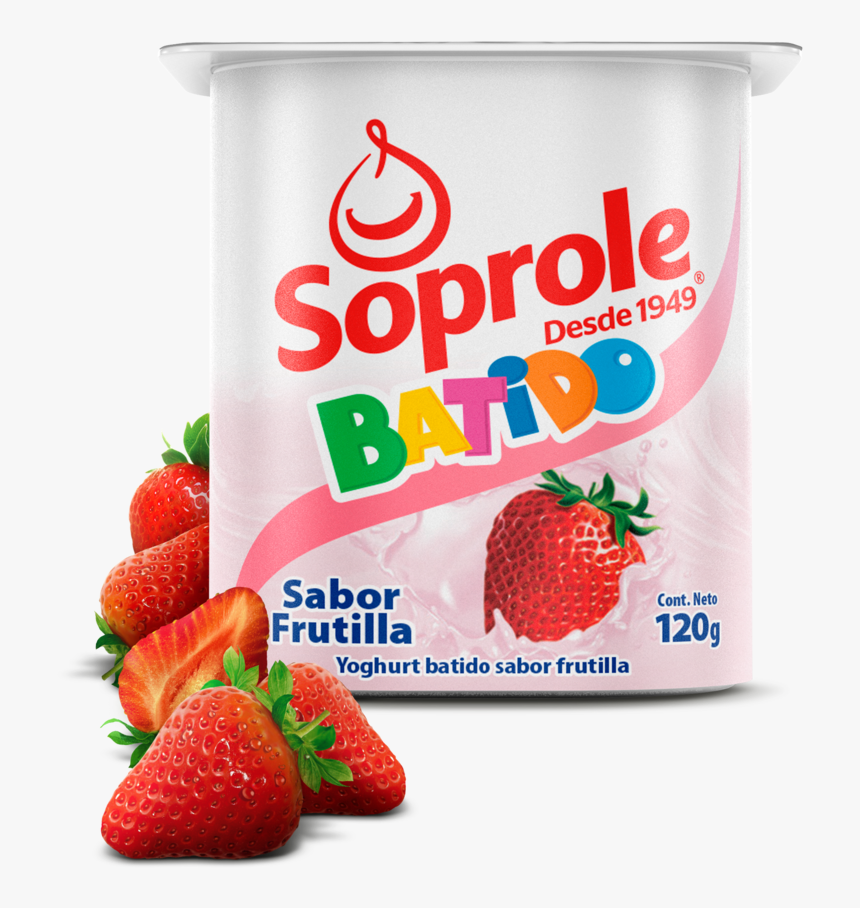 Soprole®
Desde 1949
BATiDO
Sabor
Frutilla
Cont. Neto
120g
Yoghurt batido sabor frutilla